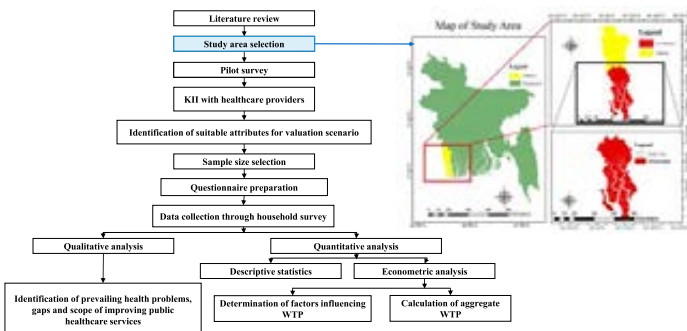 Literature review
Study area selection
Pilot survey
KII with healthcare providers
Identification of suitable attributes for valuation scenario
Sample size selection
Questionnaire preparation
Data collection through household survey
Qualitative analysis
Quantitative analysis
Descriptive statistics
Econometric analysis
Identification of prevailing health problems,
gaps and scope of improving public
healthcare services
Determination of factors influencing
WTP
Calculation of aggregate
WTP
Map of Study Area
Legend
Legend
Legend